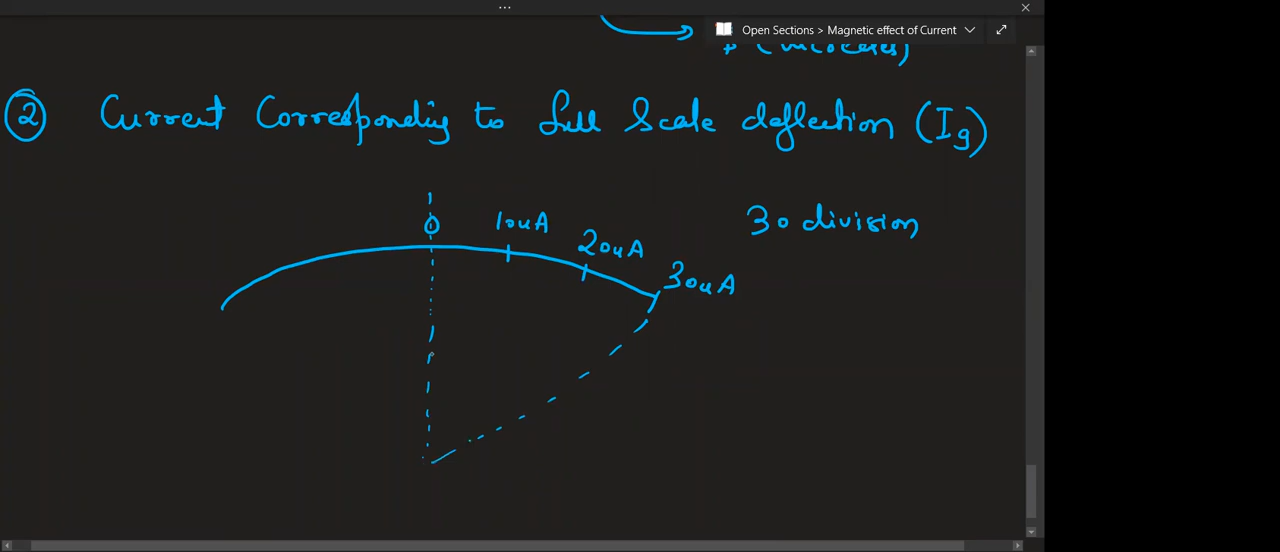 Open Sections > Magnetic effect of Current
② Current Corresponding to full Scale deflection (Ig)
0 10uA 20uA 30uA
30 division